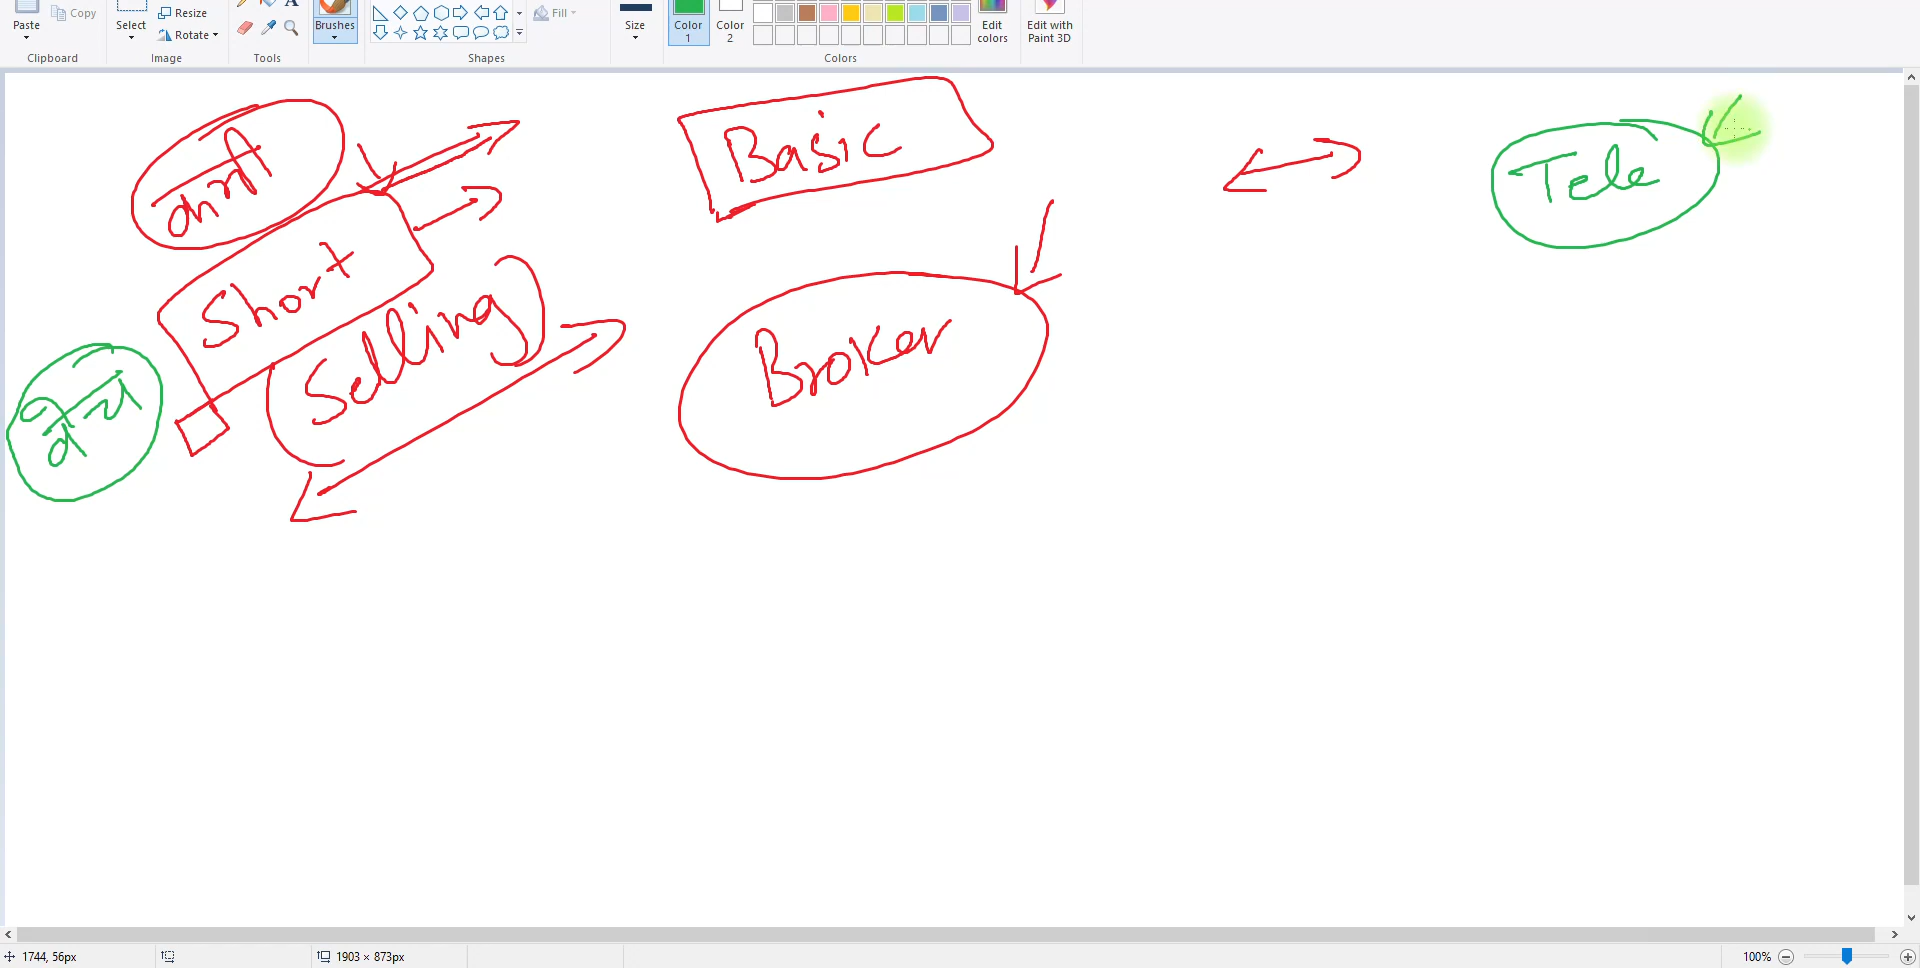 Paste
Copy
Select
Resize
Rotate
Brushes
Fill
Size
Color 1
Color 2
Edit colors
Edit with Paint 3D
Clipboard
Image
Tools
Shapes
Colors
Basic
Tele
Short
Selling
Broker
1744, 56px
1903 × 873px
100%